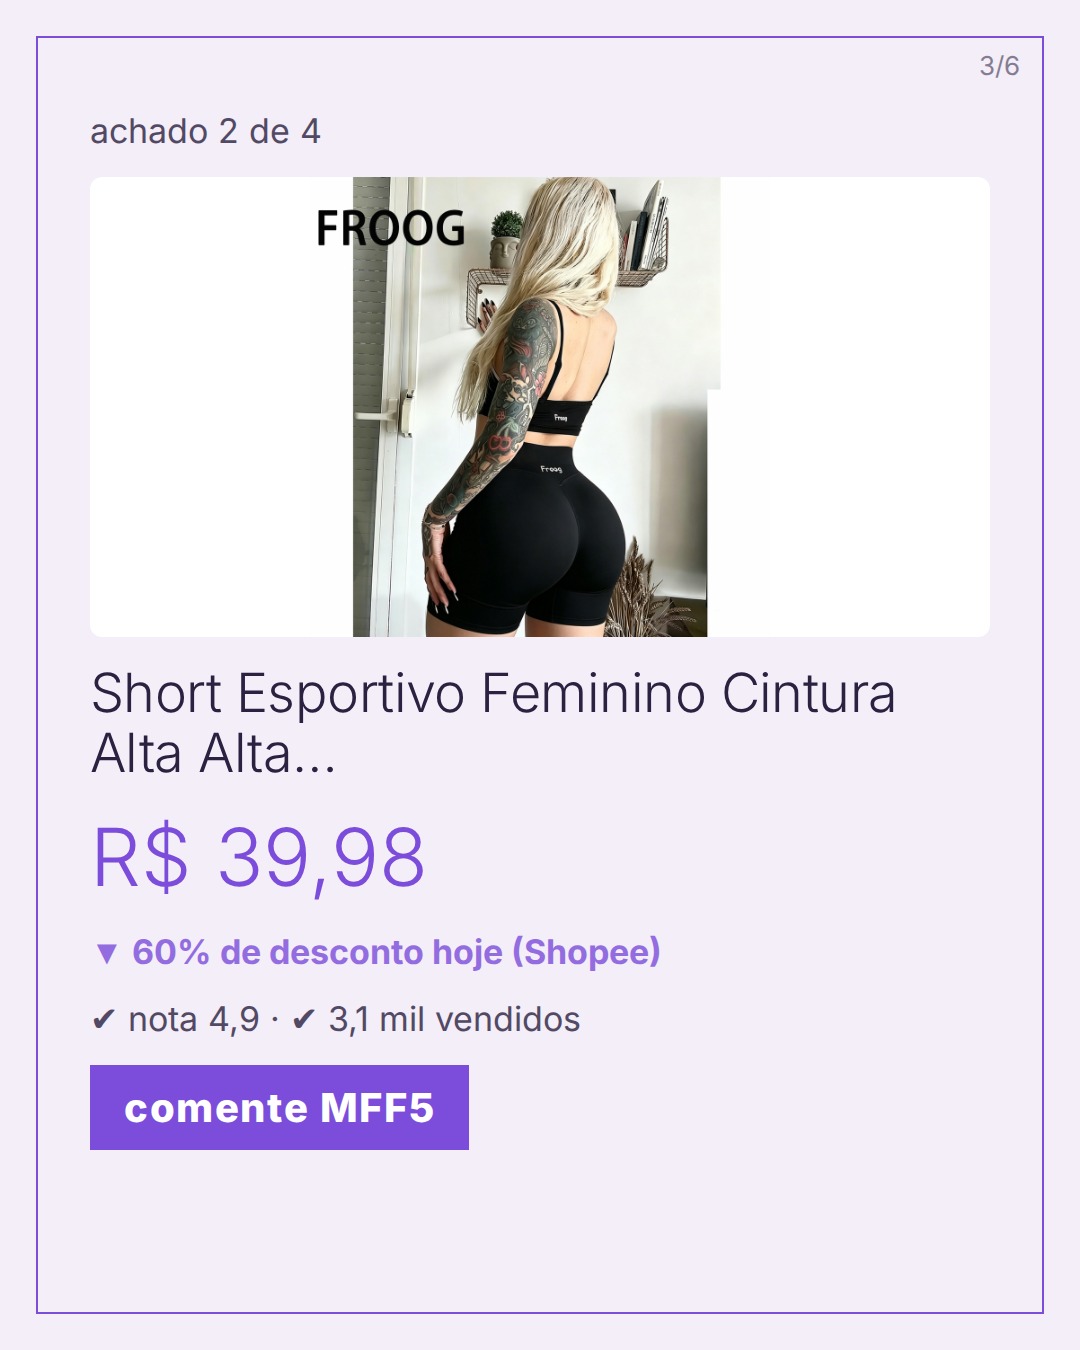 3/6
achado 2 de 4
FROOG
Froog
Froog
Short Esportivo Feminino Cintura
Alta Alta...
R$ 39,98
▼ 60% de desconto hoje (Shopee)
✔ nota 4,9 · ✔ 3,1 mil vendidos
comente MFF5